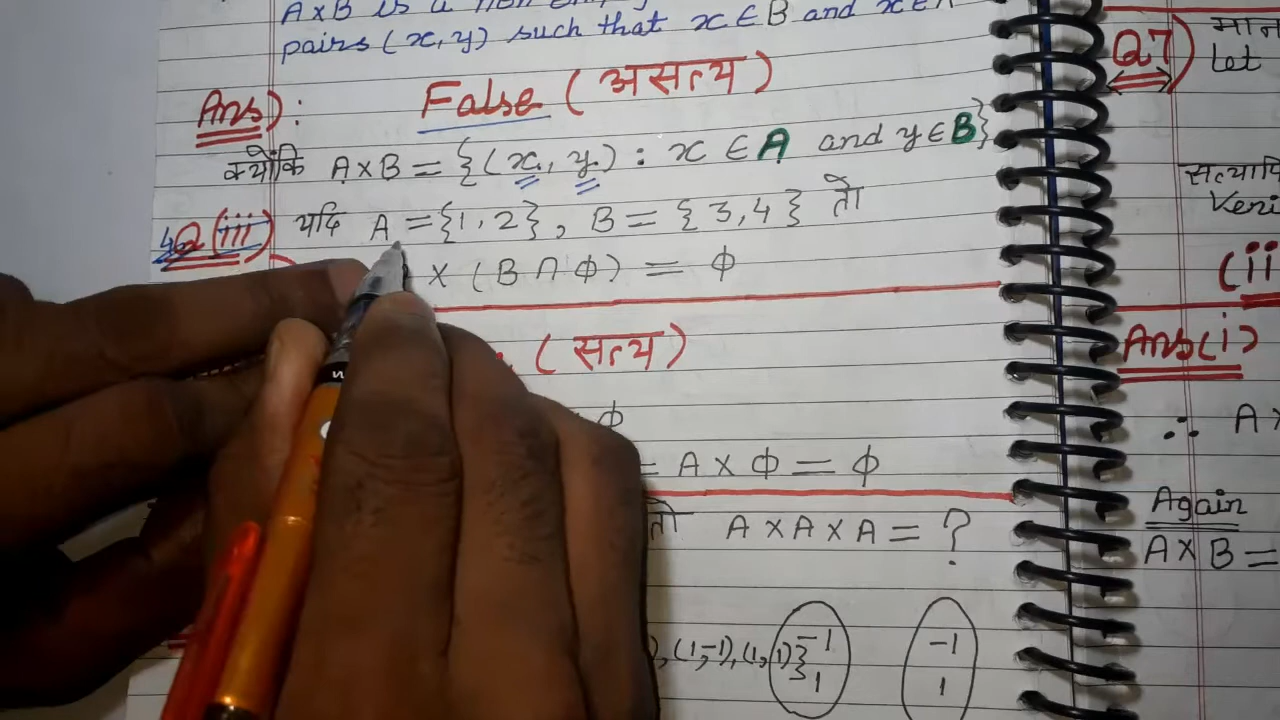 A×B is a non
pairs (x, y) such that x ∈ B and x ∈ A
Ans): False (असत्य)
क्योंकि A×B = {(x, y) : x ∈ A and y ∈ B}
Q (iii) यदि A = {1, 2}, B = {3, 4} तो
× (B ∩ ϕ) = ϕ
(सत्य)
ϕ
= A × ϕ = ϕ
तो A × A × A = ?
), (1,-1), (1, 1)} -1 -1
1 1
Q7) मान
Let
सत्यापि
Veri
(ii
Ans(i)
∴ A×
Again
A×B =